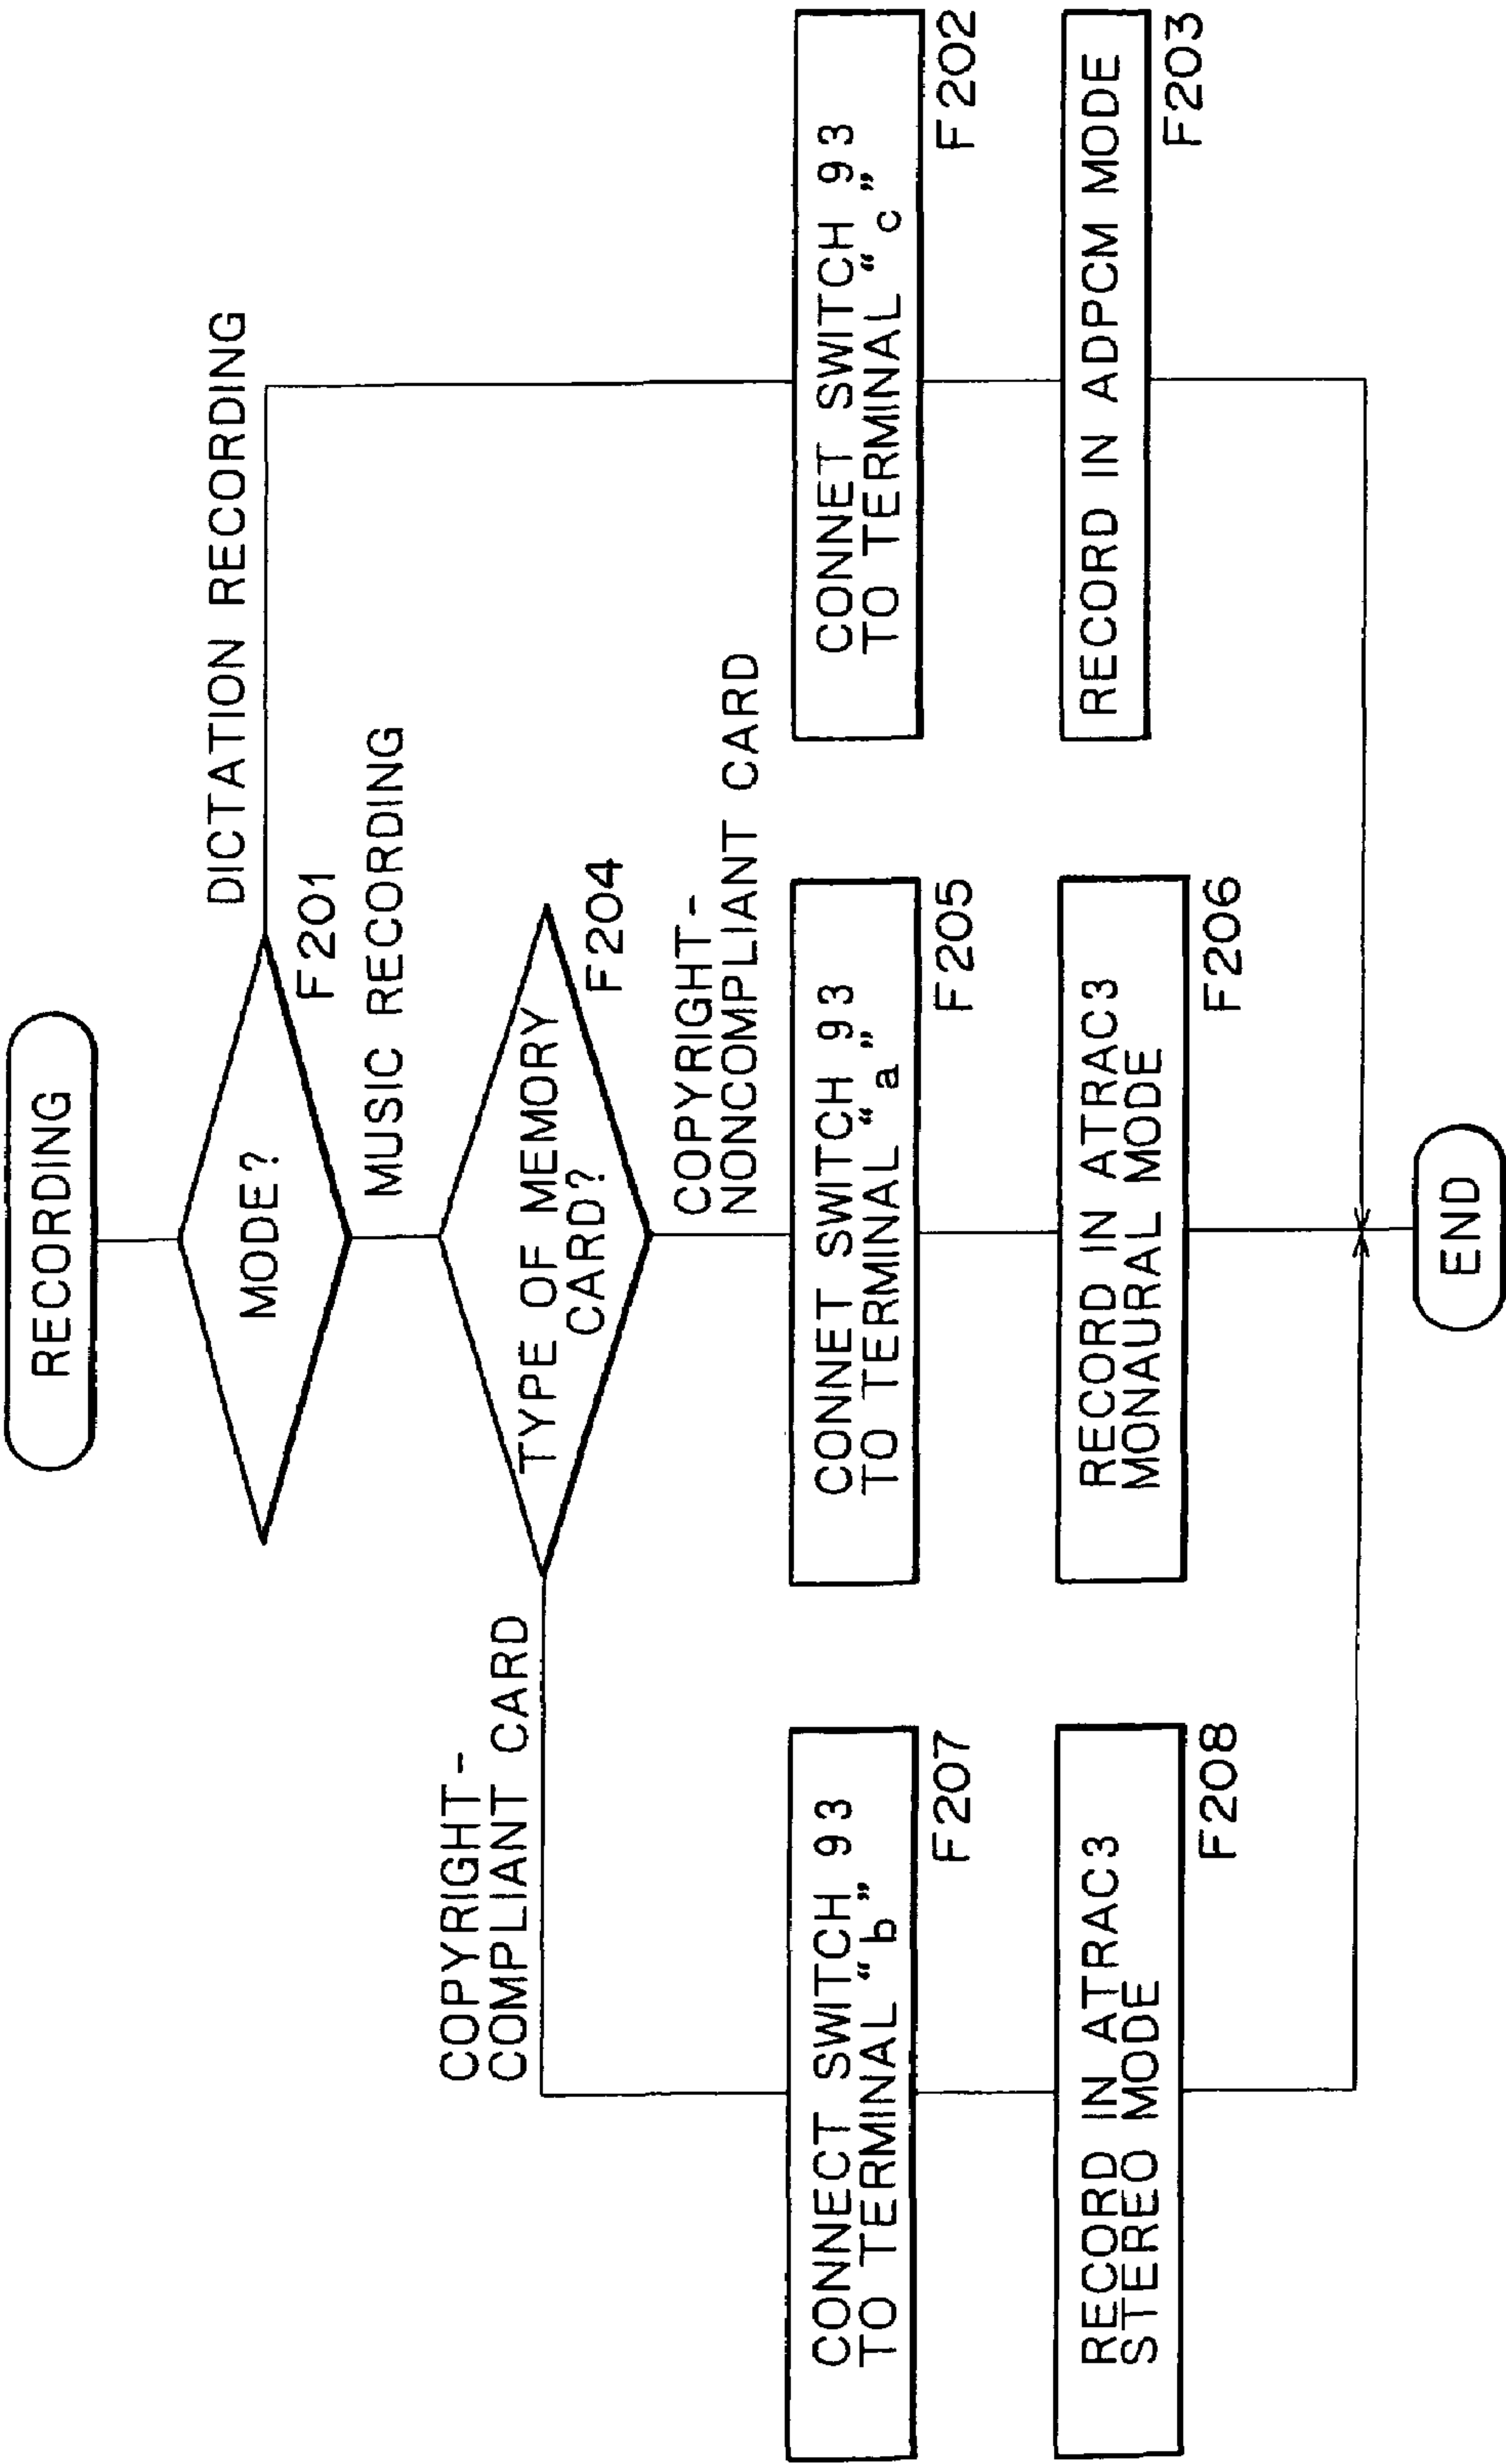 RECORDING
MODE?
F201
DICTATION RECORDING
MUSIC RECORDING
TYPE OF MEMORY
CARD?
F204
COPYRIGHT-
COMPLIANT CARD
COPYRIGHT-
NONCOMPLIANT CARD
CONNECT SWITCH 93
TO TERMINAL “b”
F207
CONNET SWITCH 93
TO TERMINAL “a”
F205
CONNET SWITCH 93
TO TERMINAL “c”
F202
RECORD IN ATRAC3
STEREO MODE
F208
RECORD IN ATRAC3
MONAURAL MODE
F206
RECORD IN ADPCM MODE
F203
END